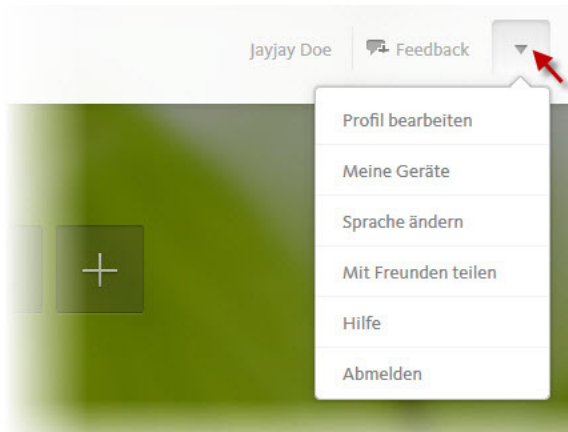 Jayjay Doe Feedback
Profil bearbeiten
Meine Geräte
Sprache ändern
Mit Freunden teilen
Hilfe
Abmelden